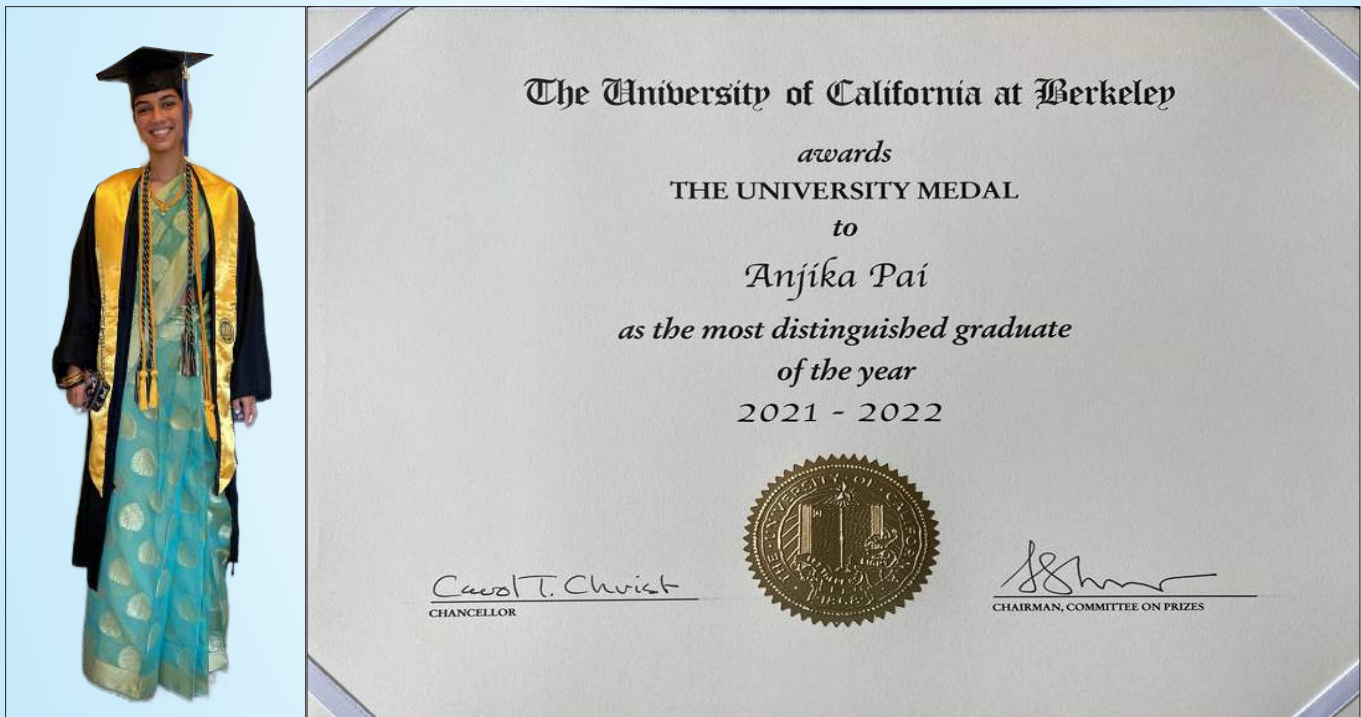 The University of California at Berkeley
awards
THE UNIVERSITY MEDAL
to
Anjika Pai
as the most distinguished graduate
of the year
2021 - 2022
Carol T. Christ
CHANCELLOR
CHAIRMAN, COMMITTEE ON PRIZES